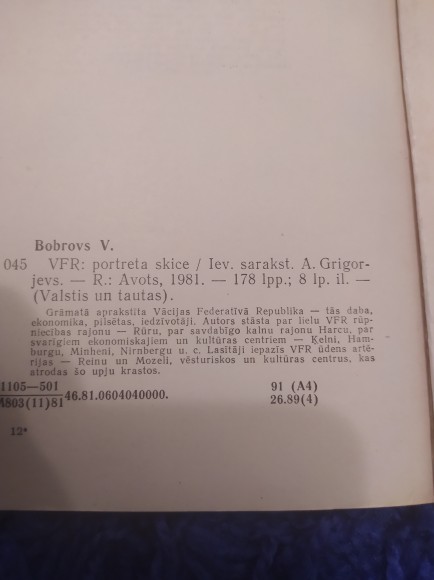 Bobrovs V.
045 VFR: portreta skice / Iev. sarakst. A. Grigor-
jevs. — R.: Avots, 1981. — 178 lpp.; 8 lp. il. —
(Valstis un tautas).
Grāmatā aprakstīta Vācijas Federatīvā Republika — tās daba,
ekonomika, pilsētas, iedzīvotāji. Autors stāsta par lielu VFR rūp-
niecības rajonu — Rūru, par savdabīgo kalnu rajonu Harcu, par
svarīgiem ekonomiskajiem un kultūras centriem — Ķelni, Ham-
burgu, Minheni, Nirnbergu u. c. Lasītāji iepazīs VFR ūdens artē-
rijas — Reinu un Mozeli, vēsturiskos un kultūras centrus, kas
atrodas šo upju krastos.
11105—501 91 (A4)
M803(11)81 46.81.0604040000. 26.89(4)
12*